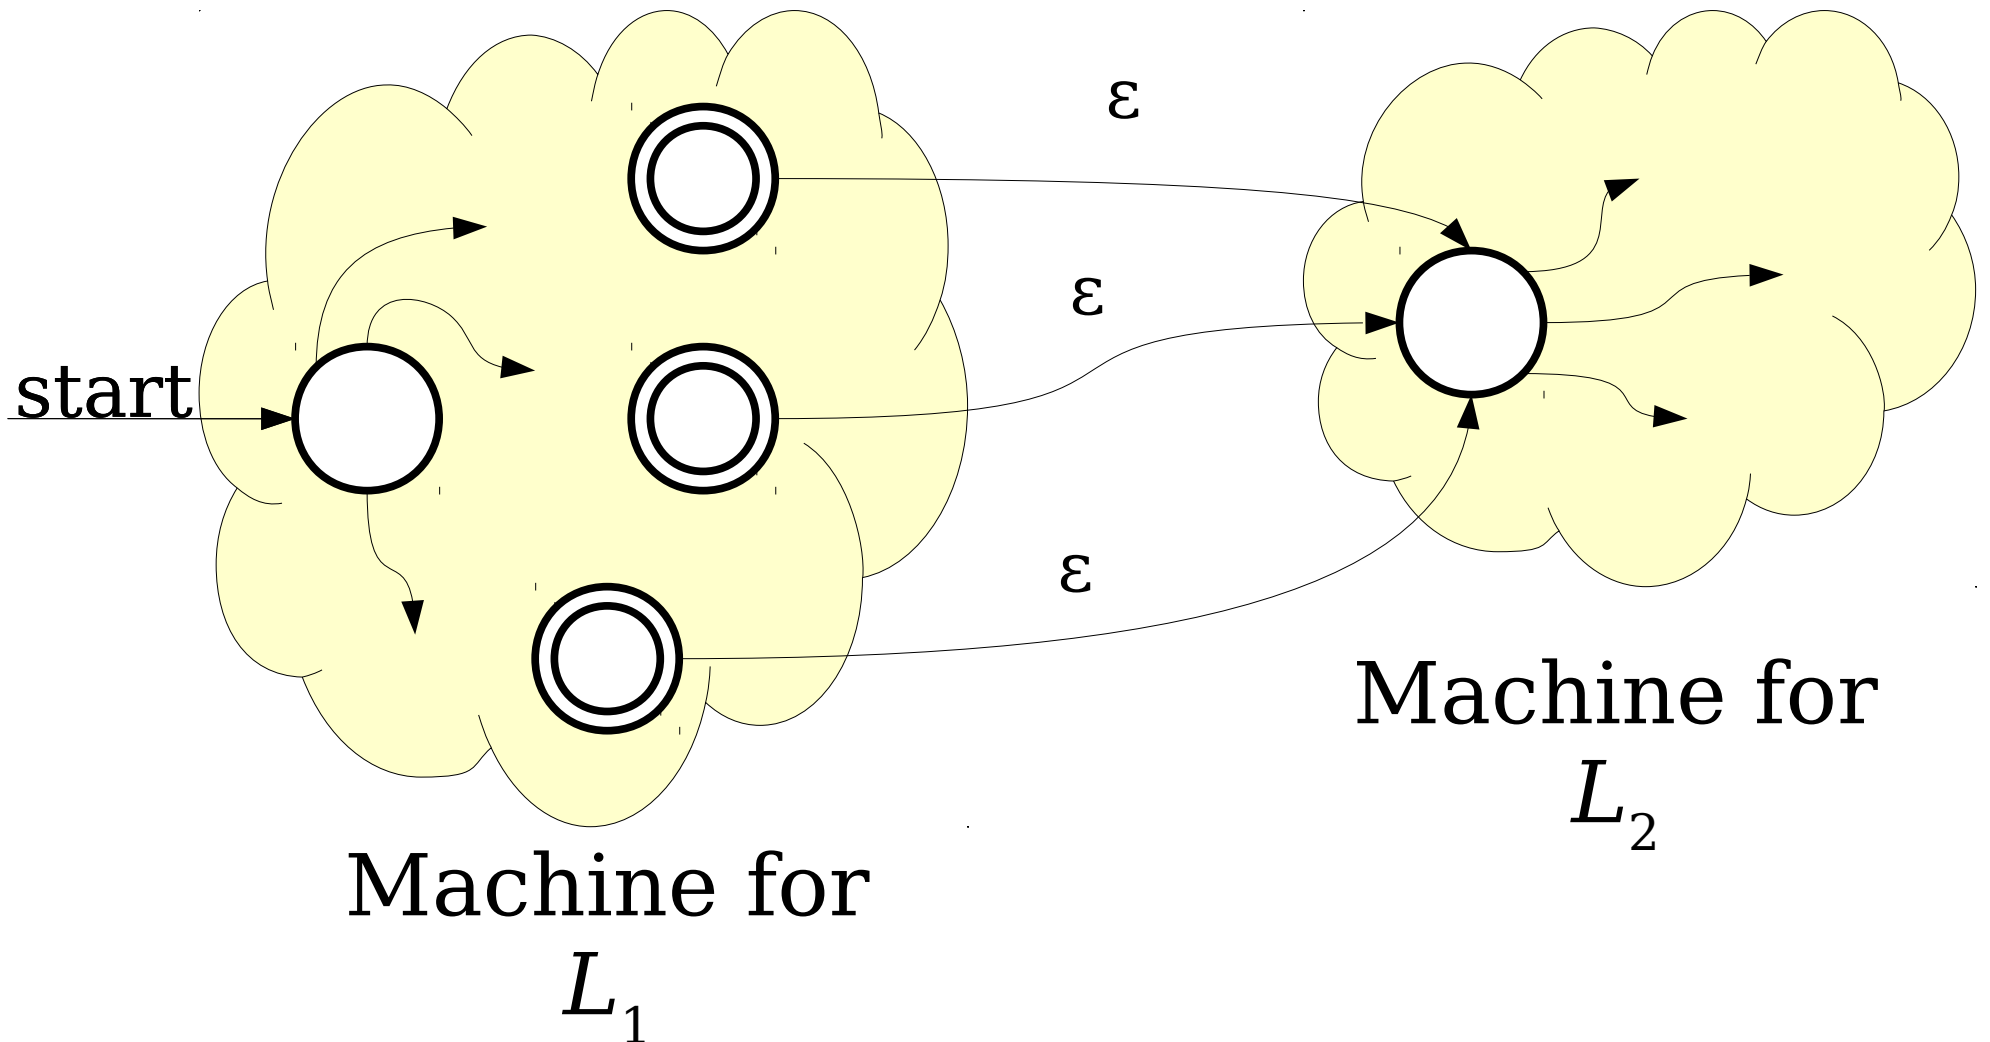 ε
ε
start
ε
Machine for
L₂
Machine for
L₁